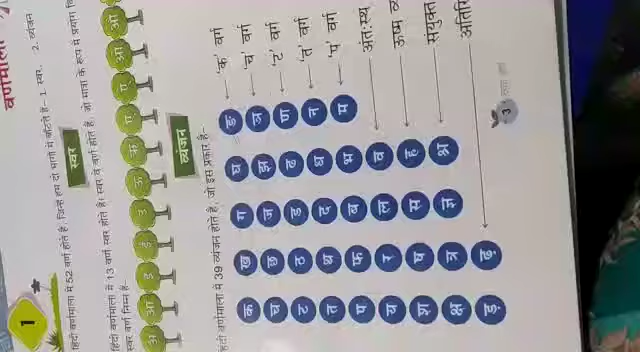 1
वर्णमाला
हिंदी वर्णमाला में 52 वर्ण होते हैं, जिन्हें हम दो भागों में बाँटते हैं– 1. स्वर, 2. व्यंजन
स्वर
हिंदी वर्णमाला में 13 वर्ण स्वर होते हैं। स्वर वे वर्ण होते हैं, जो मात्रा के रूप में प्रयोग
स्वर वर्ण निम्न हैं–
अ आ इ ई उ ऊ ऋ ए ऐ ओ औ
व्यंजन
हिंदी वर्णमाला में 39 व्यंजन होते हैं, जो इस प्रकार हैं–
क ख ग घ ङ 'क' वर्ग
च छ ज झ ञ 'च' वर्ग
ट ठ ड ढ ण 'ट' वर्ग
त थ द ध न 'त' वर्ग
प फ ब भ म 'प' वर्ग
य र ल व अंतःस्थ
श ष स ह ऊष्म
क्ष त्र ज्ञ श्र संयुक्त
ड़ ढ़
3